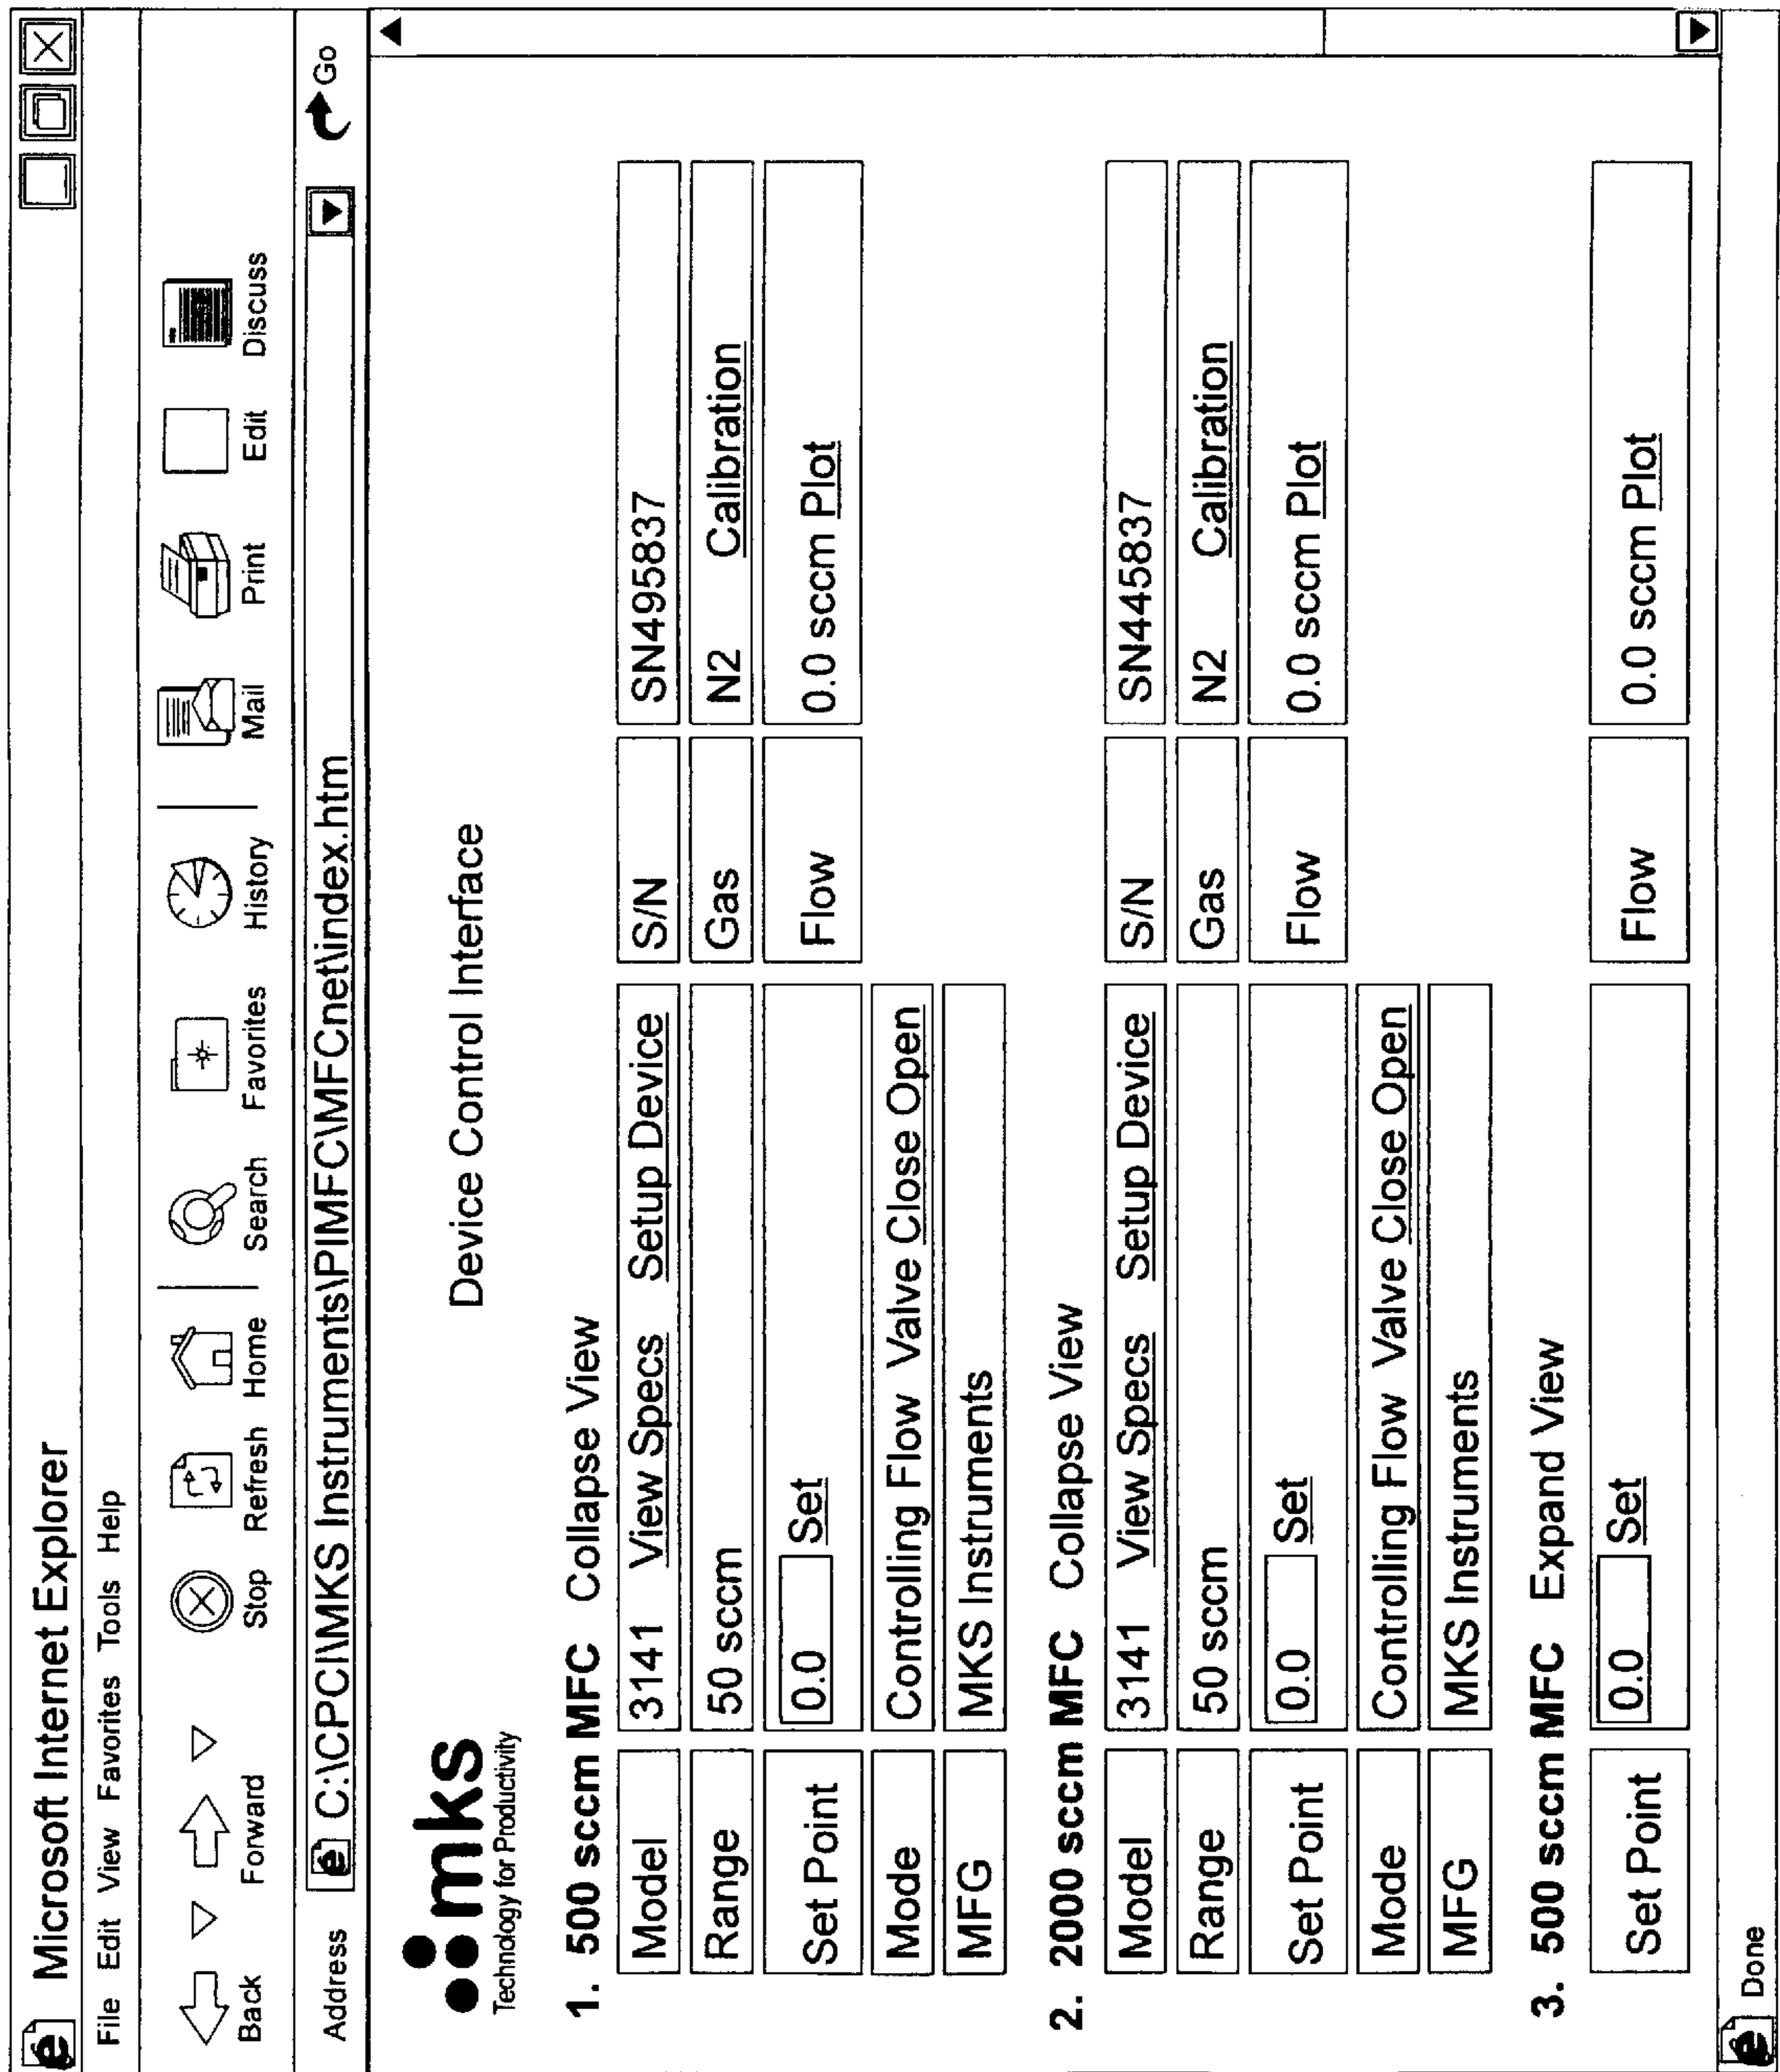 Microsoft Internet Explorer
File Edit View Favorites Tools Help
Back Forward Stop Refresh Home Search Favorites History Mail Print Edit Discuss
Address C:\CPCI\MKS Instruments\PIMFC\MFCnet\index.htm Go
mks
Technology for Productivity
Device Control Interface
1. 500 sccm MFC Collapse View
Model 3141 View Specs Setup Device S/N SN495837
Range 50 sccm Gas N2 Calibration
Set Point 0.0 Set Flow 0.0 sccm Plot
Mode Controlling Flow Valve Close Open
MFG MKS Instruments
2. 2000 sccm MFC Collapse View
Model 3141 View Specs Setup Device S/N SN445837
Range 50 sccm Gas N2 Calibration
Set Point 0.0 Set Flow 0.0 sccm Plot
Mode Controlling Flow Valve Close Open
MFG MKS Instruments
3. 500 sccm MFC Expand View
Set Point 0.0 Set Flow 0.0 sccm Plot
Done